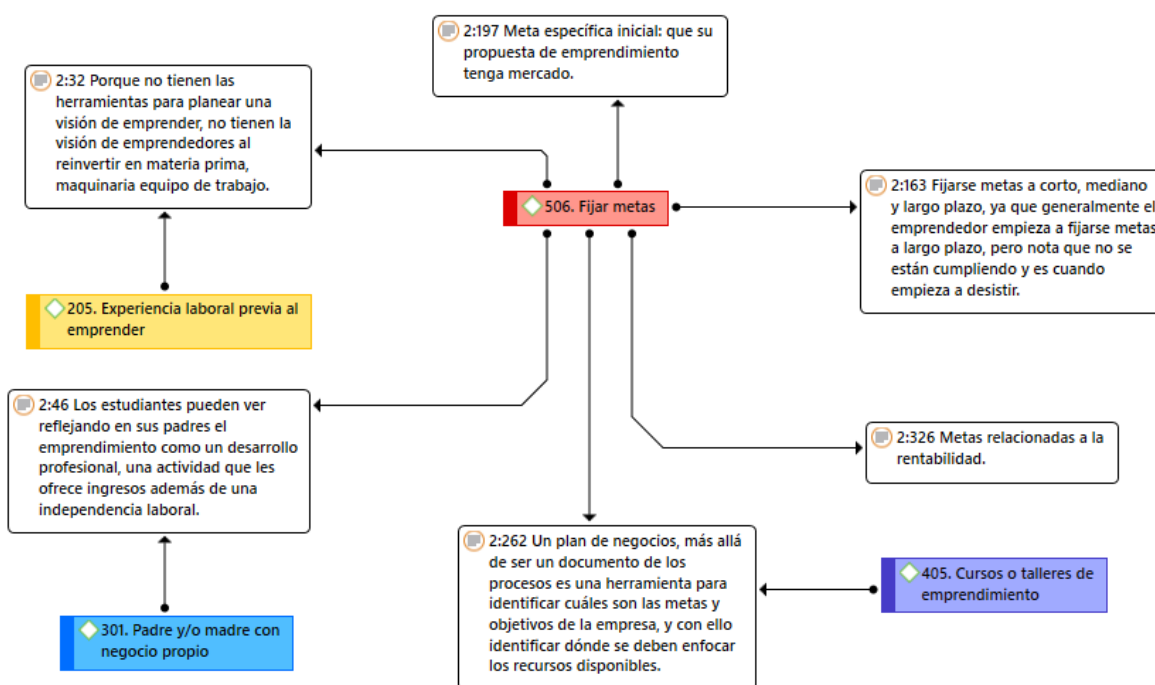 2:197 Meta específica inicial: que su
propuesta de emprendimiento
tenga mercado.
2:32 Porque no tienen las
herramientas para planear una
visión de emprender, no tienen la
visión de emprendedores al
reinvertir en materia prima,
maquinaria equipo de trabajo.
506. Fijar metas
2:163 Fijarse metas a corto, mediano
y largo plazo, ya que generalmente el
emprendedor empieza a fijarse metas
a largo plazo, pero nota que no se
están cumpliendo y es cuando
empieza a desistir.
205. Experiencia laboral previa al
emprender
2:46 Los estudiantes pueden ver
reflejando en sus padres el
emprendimiento como un desarrollo
profesional, una actividad que les
ofrece ingresos además de una
independencia laboral.
2:326 Metas relacionadas a la
rentabilidad.
2:262 Un plan de negocios, más allá
de ser un documento de los
procesos es una herramienta para
identificar cuáles son las metas y
objetivos de la empresa, y con ello
identificar dónde se deben enfocar
los recursos disponibles.
405. Cursos o talleres de
emprendimiento
301. Padre y/o madre con
negocio propio